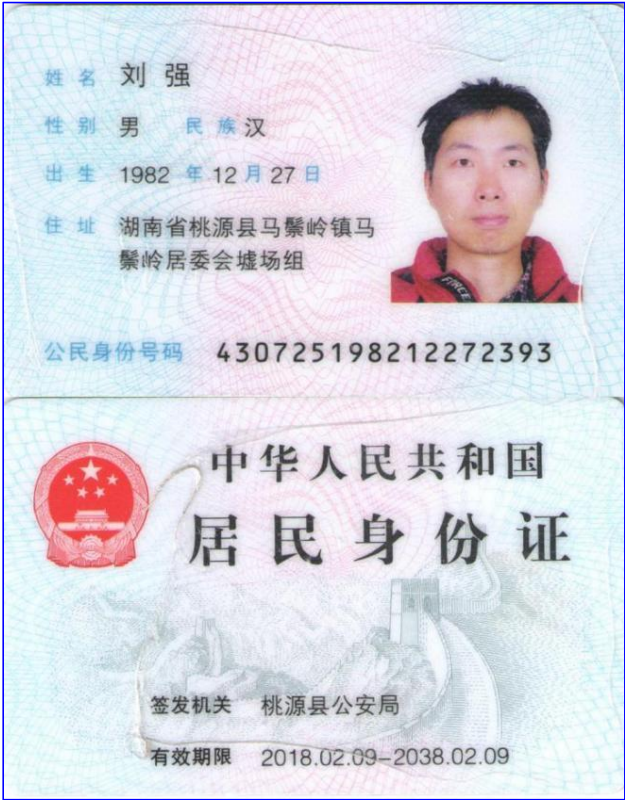 姓名 刘强
性别 男 民族 汉
出生 1982 年 12 月 27 日
住址 湖南省桃源县马鬃岭镇马
鬃岭居委会墟场组
公民身份号码 430725198212272393
中华人民共和国
居民身份证
签发机关 桃源县公安局
有效期限 2018.02.09-2038.02.09